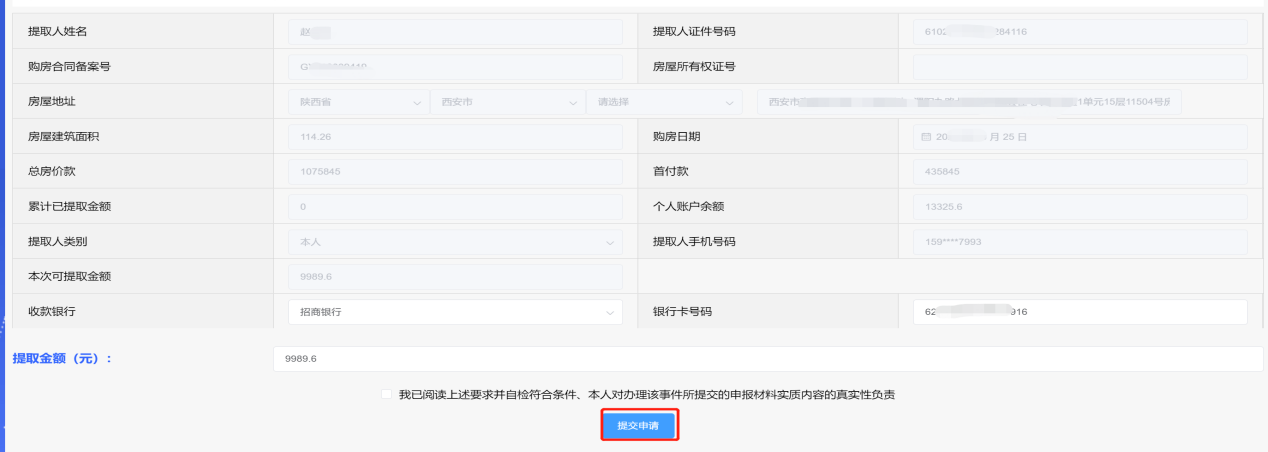 提取人姓名 赵 提取人证件号码 6102 284116
购房合同备案号 房屋所有权证号
房屋地址 陕西省 西安市 请选择 西安市 1单元15层11504号房
房屋建筑面积 114.26 购房日期 20 月 25 日
总房价款 1075845 首付款 435845
累计已提取金额 0 个人账户余额 13325.6
提取人类别 本人 提取人手机号码 159****7993
本次可提取金额 9989.6
收款银行 招商银行 银行卡号码 62 916
提取金额（元）： 9989.6
我已阅读上述要求并自检符合条件、本人对办理该事件所提交的申报材料实质内容的真实性负责
提交申请